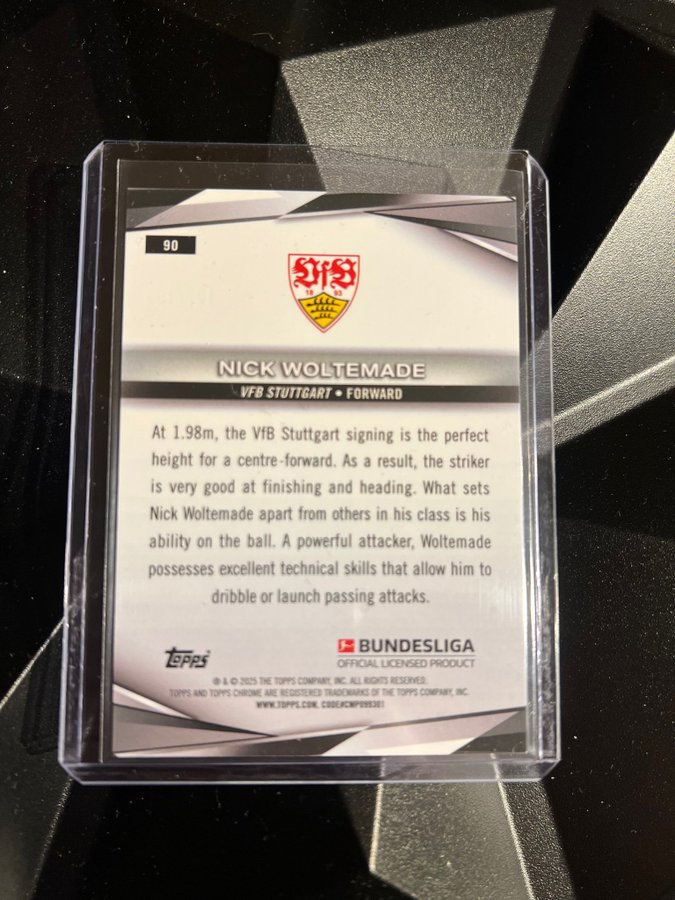 90
VfB
18 93
NICK WOLTEMADE
VFB STUTTGART • FORWARD
At 1.98m, the VfB Stuttgart signing is the perfect
height for a centre-forward. As a result, the striker
is very good at finishing and heading. What sets
Nick Woltemade apart from others in his class is his
ability on the ball. A powerful attacker, Woltemade
possesses excellent technical skills that allow him to
dribble or launch passing attacks.
Topps
BUNDESLIGA
OFFICIAL LICENSED PRODUCT
® & © 2025 THE TOPPS COMPANY, INC. ALL RIGHTS RESERVED.
TOPPS AND TOPPS CHROME ARE REGISTERED TRADEMARKS OF THE TOPPS COMPANY, INC.
WWW.TOPPS.COM, CODE#CMP098301